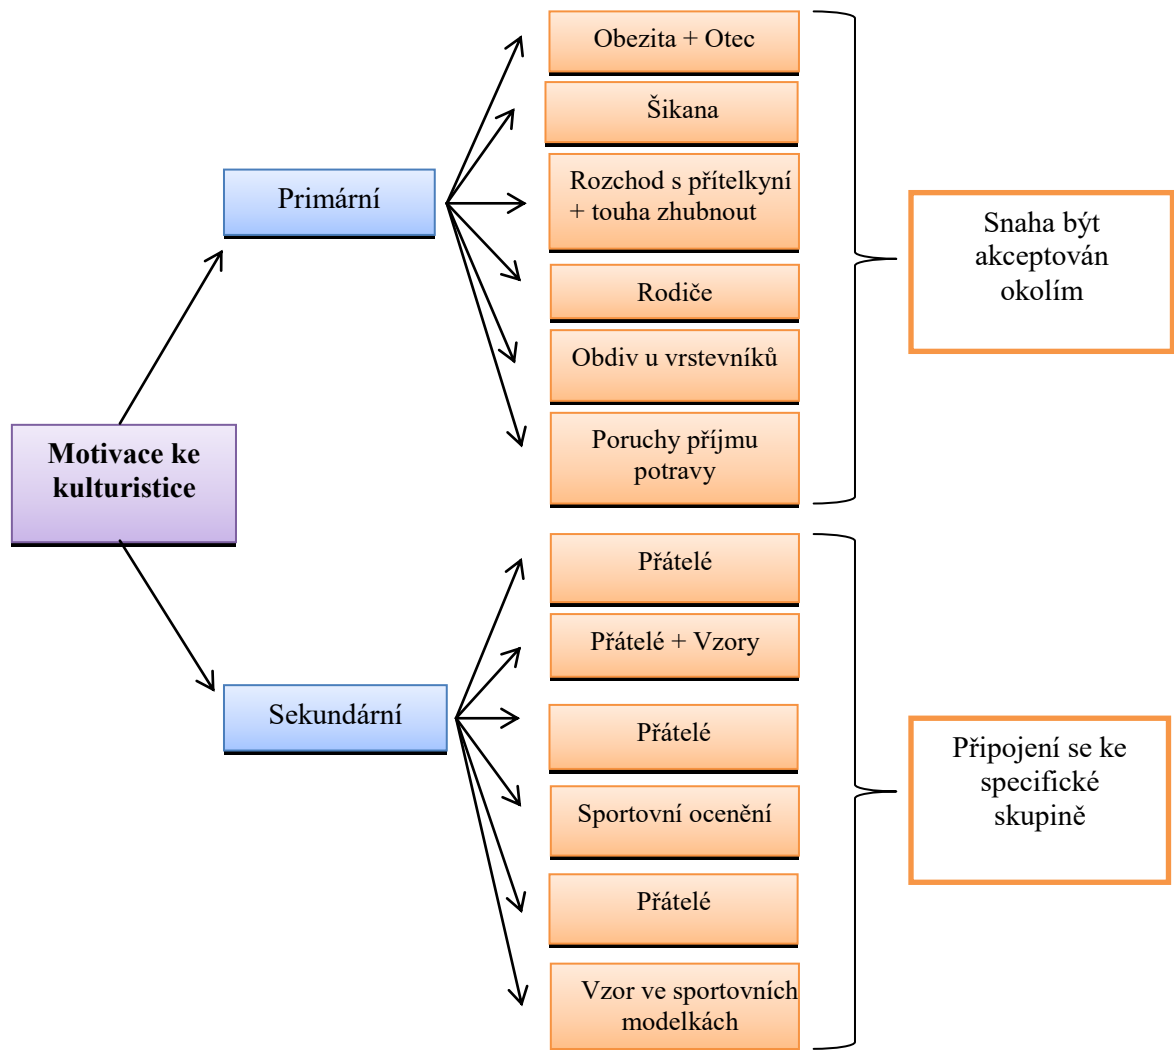 Motivace ke
kulturistice
Primární
Obezita + Otec
Šikana
Rozchod s přítelkyní
+ touha zhubnout
Rodiče
Obdiv u vrstevníků
Poruchy příjmu
potravy
Snaha být
akceptován
okolím
Sekundární
Přátelé
Přátelé + Vzory
Přátelé
Sportovní ocenění
Přátelé
Vzor ve sportovních
modelkách
Připojení se ke
specifické
skupině